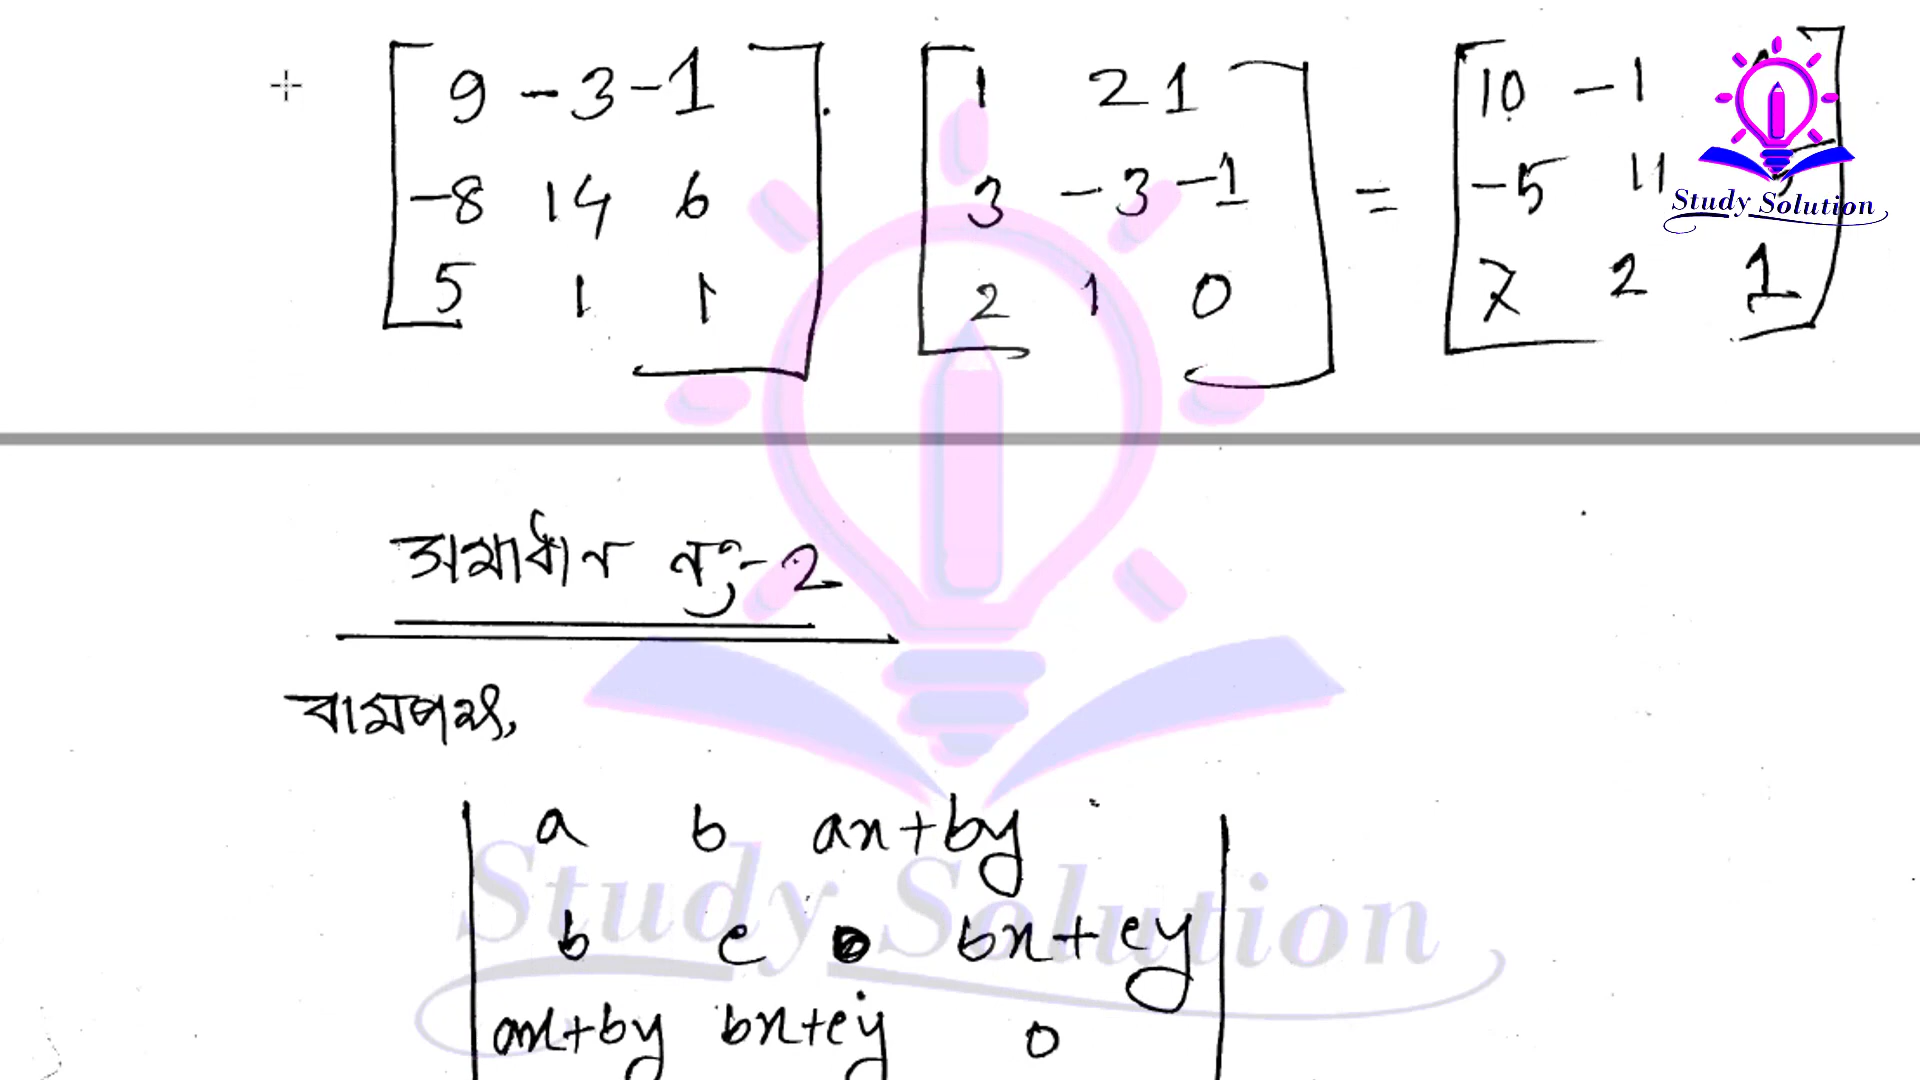 9 -3 -1 . 1 2 1 10 -1
-8 14 6 3 -3 -1 = -5 11
5 1 1 2 1 0 7 2 1
Study Solution
সমাধান নং-2
বামপক্ষ,
a b ax+by
b c bx+cy
ax+by bx+cy 0
Study Solution